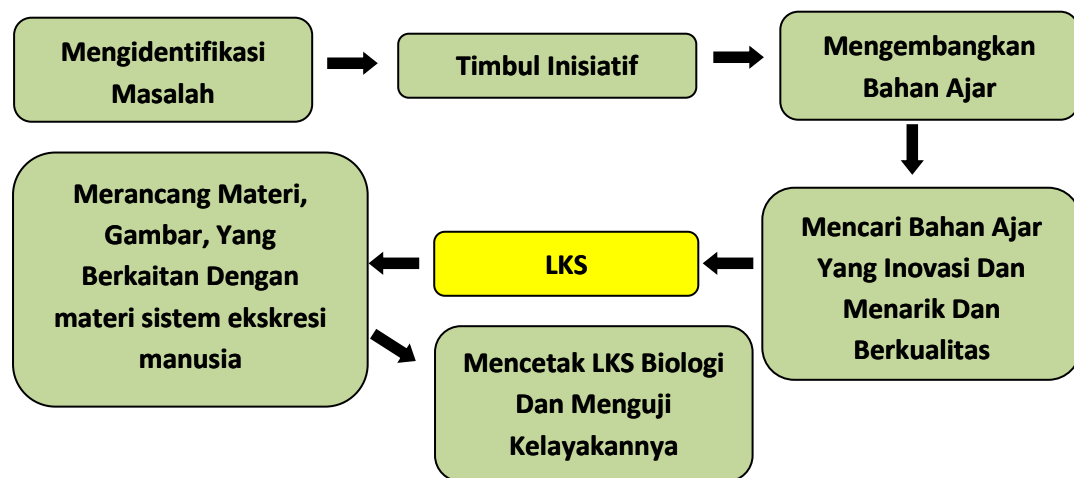 Mengidentifikasi
Masalah
Timbul Inisiatif
Mengembangkan
Bahan Ajar
Mencari Bahan Ajar
Yang Inovasi Dan
Menarik Dan
Berkualitas
LKS
Merancang Materi,
Gambar, Yang
Berkaitan Dengan
materi sistem ekskresi
manusia
Mencetak LKS Biologi
Dan Menguji
Kelayakannya